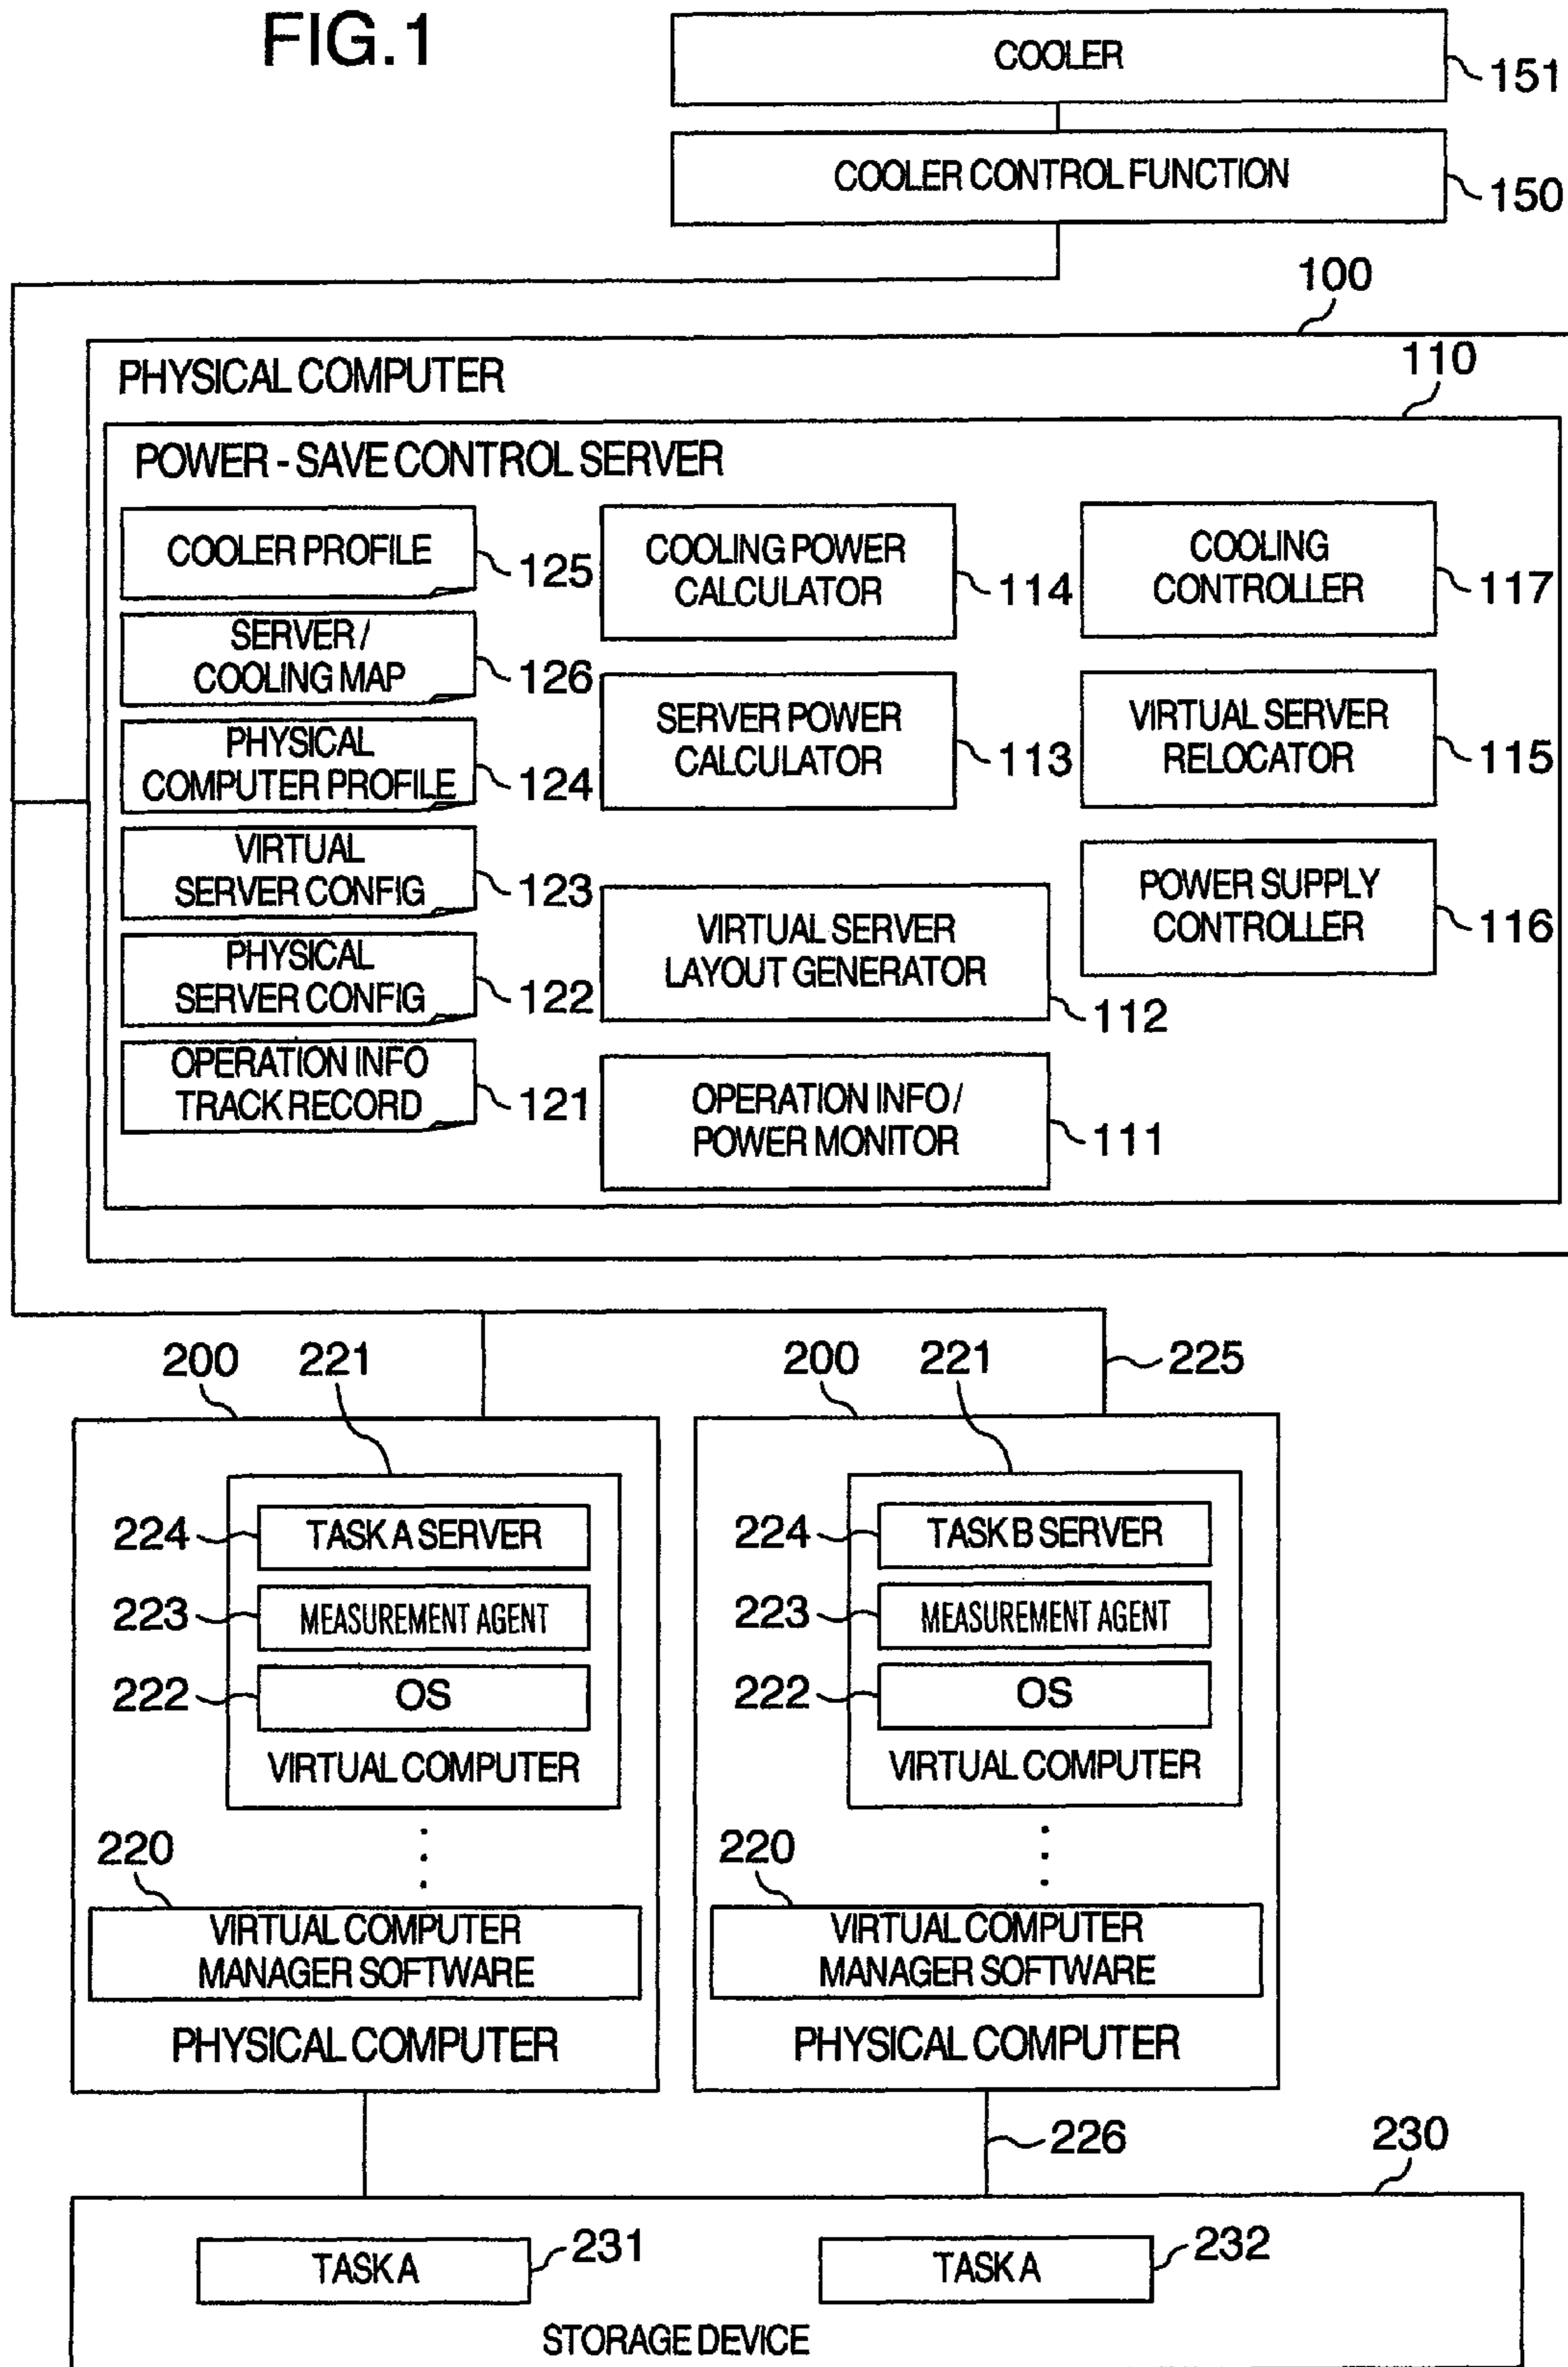 FIG.1
COOLER
151
COOLER CONTROL FUNCTION
150
100
PHYSICAL COMPUTER
110
POWER - SAVE CONTROL SERVER
COOLER PROFILE
125
COOLING POWER
CALCULATOR
114
COOLING
CONTROLLER
117
SERVER /
COOLING MAP
126
PHYSICAL
COMPUTER PROFILE
124
SERVER POWER
CALCULATOR
113
VIRTUAL SERVER
RELOCATOR
115
VIRTUAL
SERVER CONFIG
123
POWER SUPPLY
CONTROLLER
116
PHYSICAL
SERVER CONFIG
122
VIRTUAL SERVER
LAYOUT GENERATOR
112
OPERATION INFO
TRACK RECORD
121
OPERATION INFO /
POWER MONITOR
111
200
221
200
221
225
224
TASK A SERVER
223
MEASUREMENT AGENT
222
OS
VIRTUAL COMPUTER
220
VIRTUAL COMPUTER
MANAGER SOFTWARE
PHYSICAL COMPUTER
224
TASK B SERVER
223
MEASUREMENT AGENT
222
OS
VIRTUAL COMPUTER
220
VIRTUAL COMPUTER
MANAGER SOFTWARE
PHYSICAL COMPUTER
226
230
TASK A
231
TASK A
232
STORAGE DEVICE